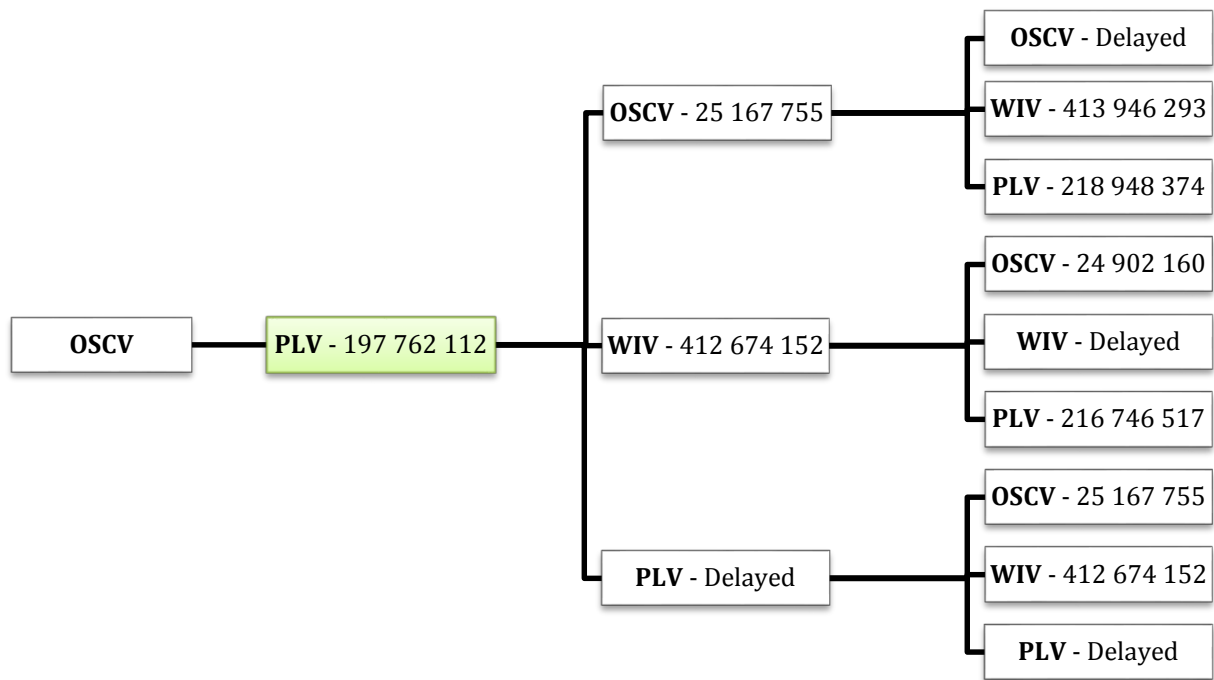 OSCV
PLV - 197 762 112
OSCV - 25 167 755
WIV - 412 674 152
PLV - Delayed
OSCV - Delayed
WIV - 413 946 293
PLV - 218 948 374
OSCV - 24 902 160
WIV - Delayed
PLV - 216 746 517
OSCV - 25 167 755
WIV - 412 674 152
PLV - Delayed